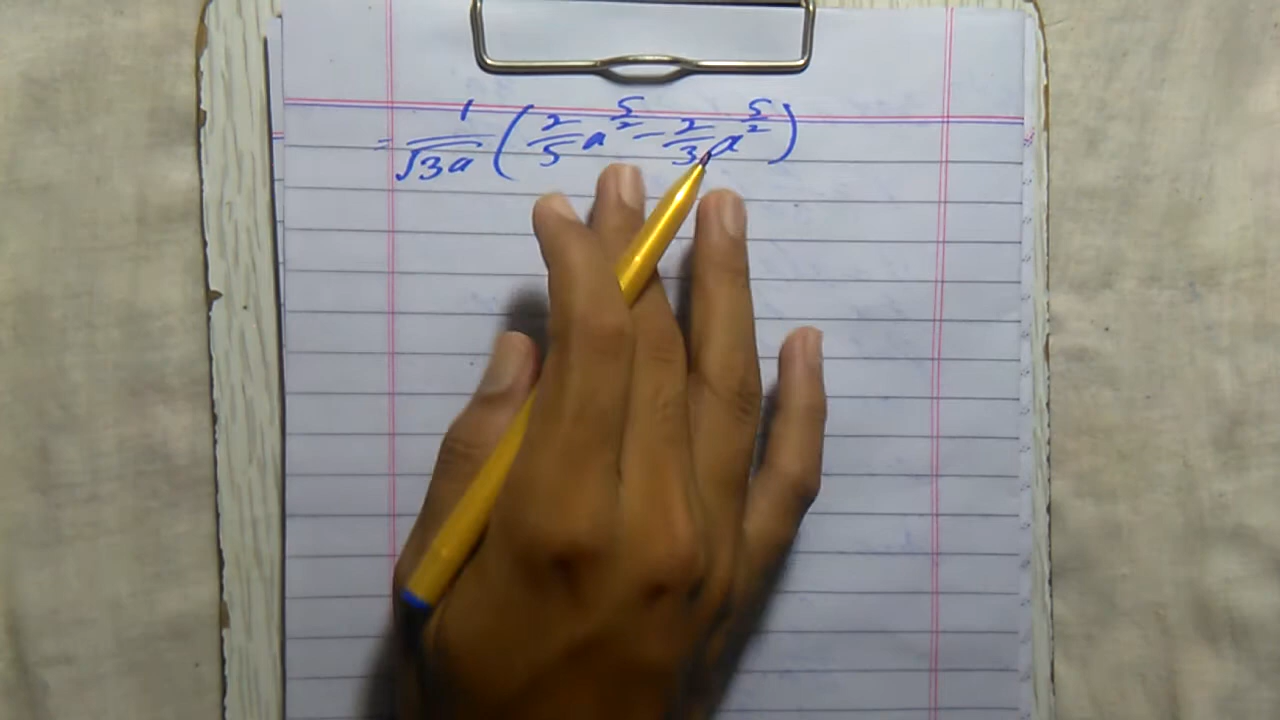 = 1/√3a (2/5 a^5/2 - 2/3 a^5/2)